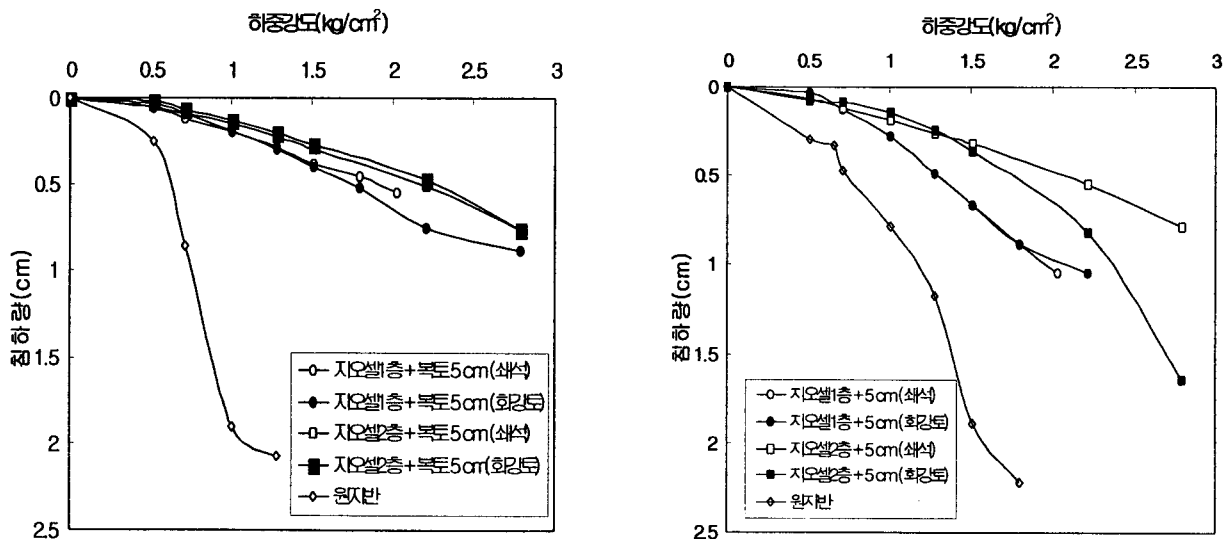 하중강도(kg/cm²)
0 0.5 1 1.5 2 2.5 3
0
0.5
1
1.5
2
2.5
침하량(cm)
지오셀1층+복토5cm(쇄석)
지오셀1층+복토5cm(화강토)
지오셀2층+복토5cm(쇄석)
지오셀2층+복토5cm(화강토)
원지반
하중강도(kg/cm²)
0 0.5 1 1.5 2 2.5 3
0
0.5
1
1.5
2
2.5
침하량(cm)
지오셀1층+5cm(쇄석)
지오셀1층+5cm(화강토)
지오셀2층+5cm(쇄석)
지오셀2층+5cm(화강토)
원지반